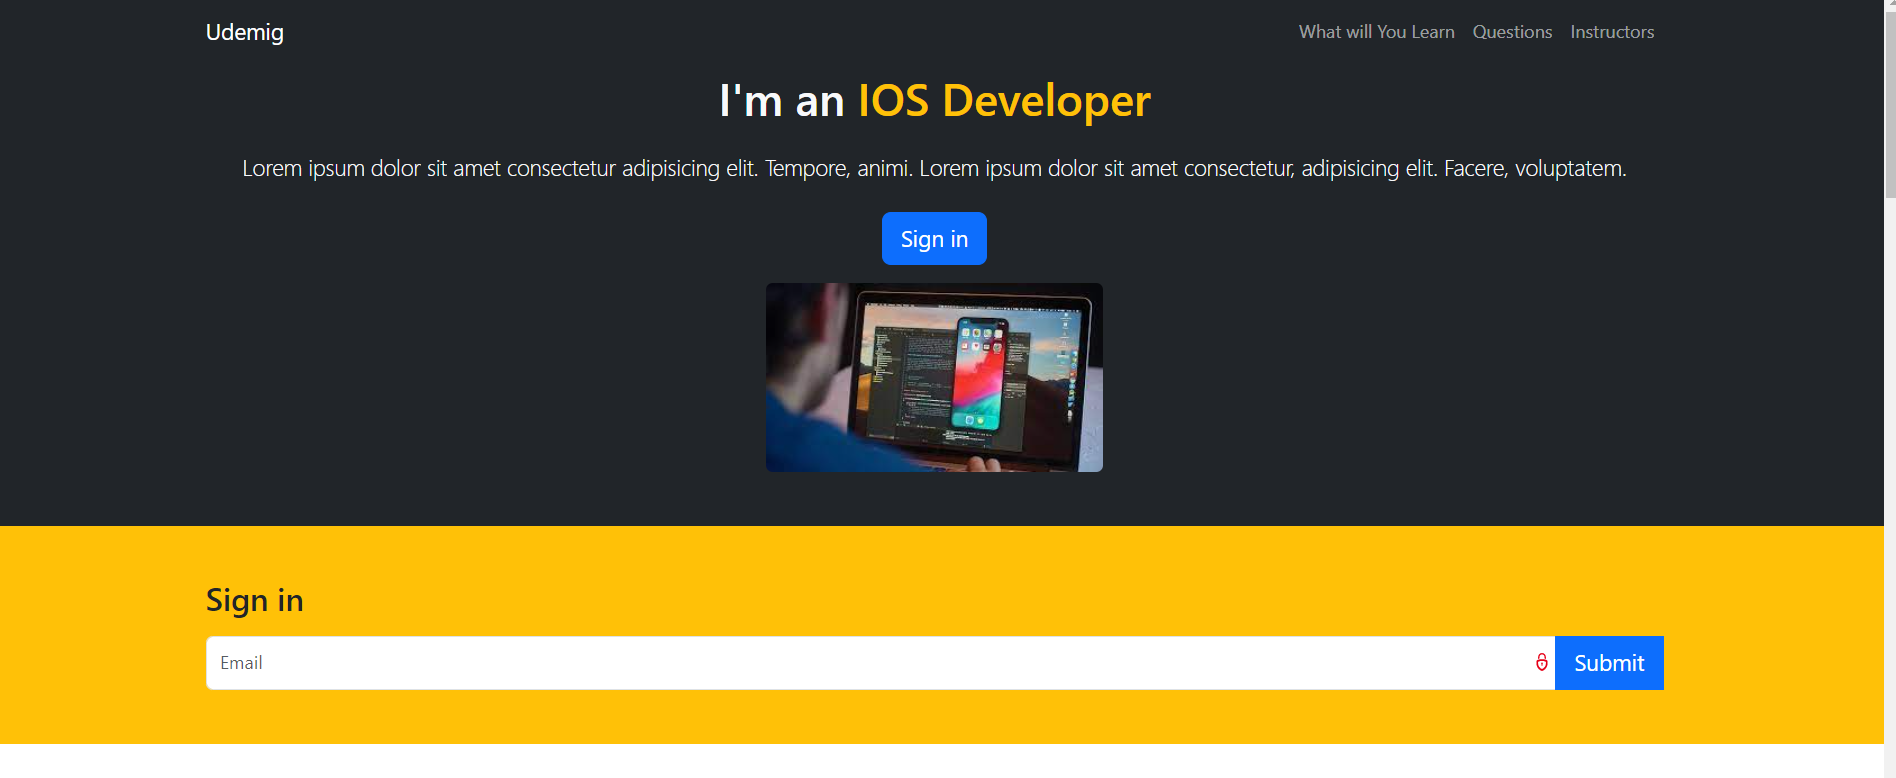 Udemig
What will You Learn Questions Instructors
I'm an IOS Developer
Lorem ipsum dolor sit amet consectetur adipisicing elit. Tempore, animi. Lorem ipsum dolor sit amet consectetur, adipisicing elit. Facere, voluptatem.
Sign in
Sign in
Email
Submit